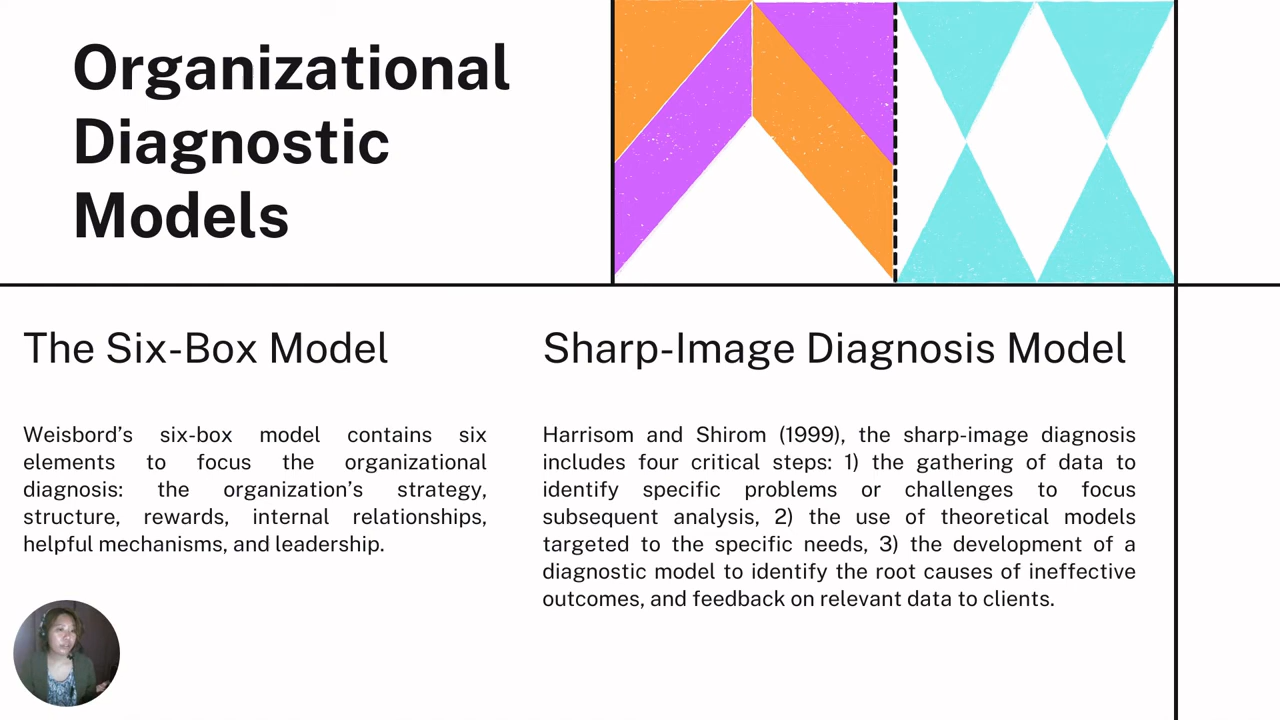 Organizational
Diagnostic
Models
The Six-Box Model
Weisbord’s six-box model contains six
elements to focus the organizational
diagnosis: the organization’s strategy,
structure, rewards, internal relationships,
helpful mechanisms, and leadership.
Sharp-Image Diagnosis Model
Harrisom and Shirom (1999), the sharp-image diagnosis
includes four critical steps: 1) the gathering of data to
identify specific problems or challenges to focus
subsequent analysis, 2) the use of theoretical models
targeted to the specific needs, 3) the development of a
diagnostic model to identify the root causes of ineffective
outcomes, and feedback on relevant data to clients.